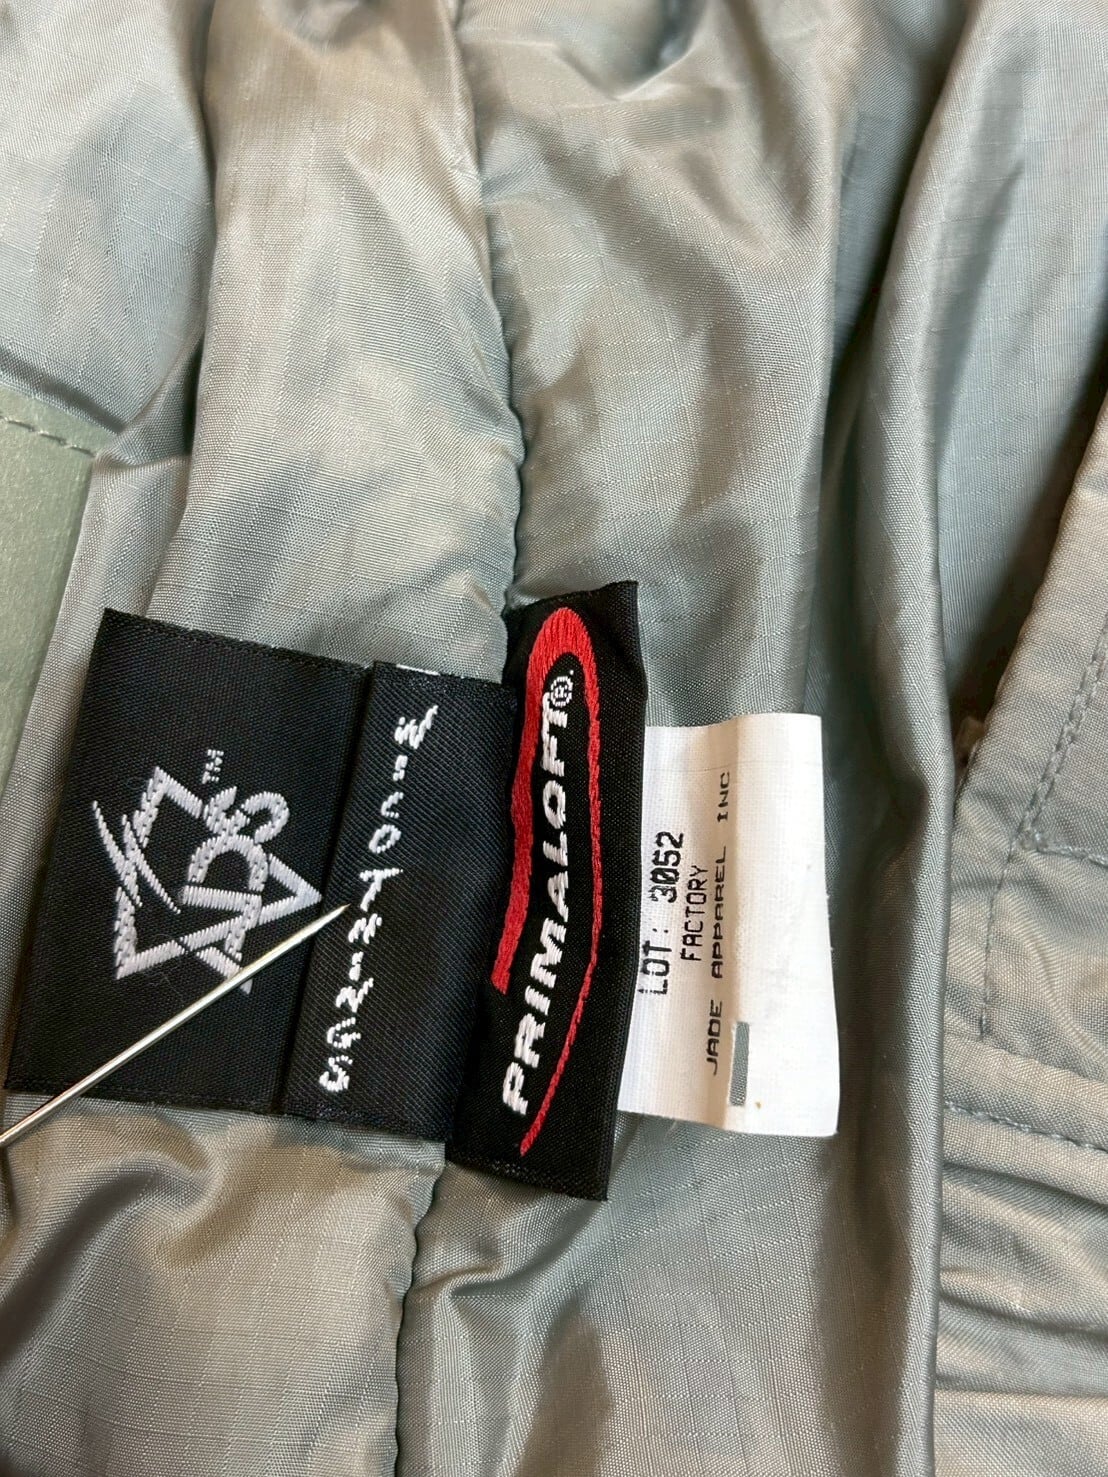 PRIMALOFT®
LOT: 3052
FACTORY
JADE APPAREL INC